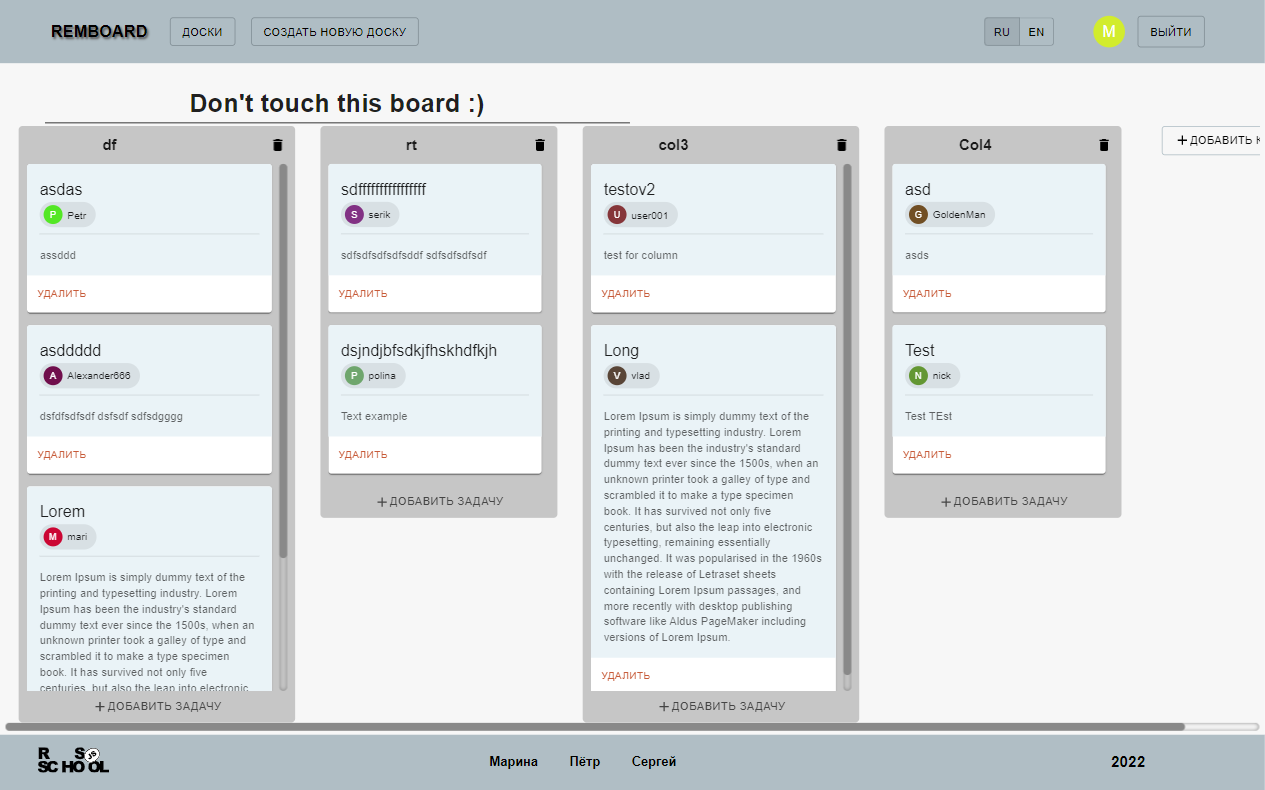 REMBOARD
ДОСКИ
СОЗДАТЬ НОВУЮ ДОСКУ
RU
EN
M
ВЫЙТИ
Don't touch this board :)
df
asdas
P Petr
assddd
УДАЛИТЬ
asddddd
A Alexander666
dsfdfsdfsdf dsfsdf sdfsdgggg
УДАЛИТЬ
Lorem
M mari
Lorem Ipsum is simply dummy text of the
printing and typesetting industry. Lorem
Ipsum has been the industry's standard
dummy text ever since the 1500s, when an
unknown printer took a galley of type and
scrambled it to make a type specimen
book. It has survived not only five
centuries, but also the leap into electronic
+ ДОБАВИТЬ ЗАДАЧУ
rt
sdffffffffffffffff
S serik
sdfsdfsdfsdfsddf sdfsdfsdfsdf
УДАЛИТЬ
dsjndjbfsdkjfhskhdfkjh
P polina
Text example
УДАЛИТЬ
+ ДОБАВИТЬ ЗАДАЧУ
col3
testov2
U user001
test for column
УДАЛИТЬ
Long
V vlad
Lorem Ipsum is simply dummy text of the
printing and typesetting industry. Lorem
Ipsum has been the industry's standard
dummy text ever since the 1500s, when an
unknown printer took a galley of type and
scrambled it to make a type specimen
book. It has survived not only five
centuries, but also the leap into electronic
typesetting, remaining essentially
unchanged. It was popularised in the 1960s
with the release of Letraset sheets
containing Lorem Ipsum passages, and
more recently with desktop publishing
software like Aldus PageMaker including
versions of Lorem Ipsum.
УДАЛИТЬ
+ ДОБАВИТЬ ЗАДАЧУ
Col4
asd
G GoldenMan
asds
УДАЛИТЬ
Test
N nick
Test TEst
УДАЛИТЬ
+ ДОБАВИТЬ ЗАДАЧУ
+ ДОБАВИТЬ К
R S JS
SCHOOL
Марина
Пётр
Сергей
2022